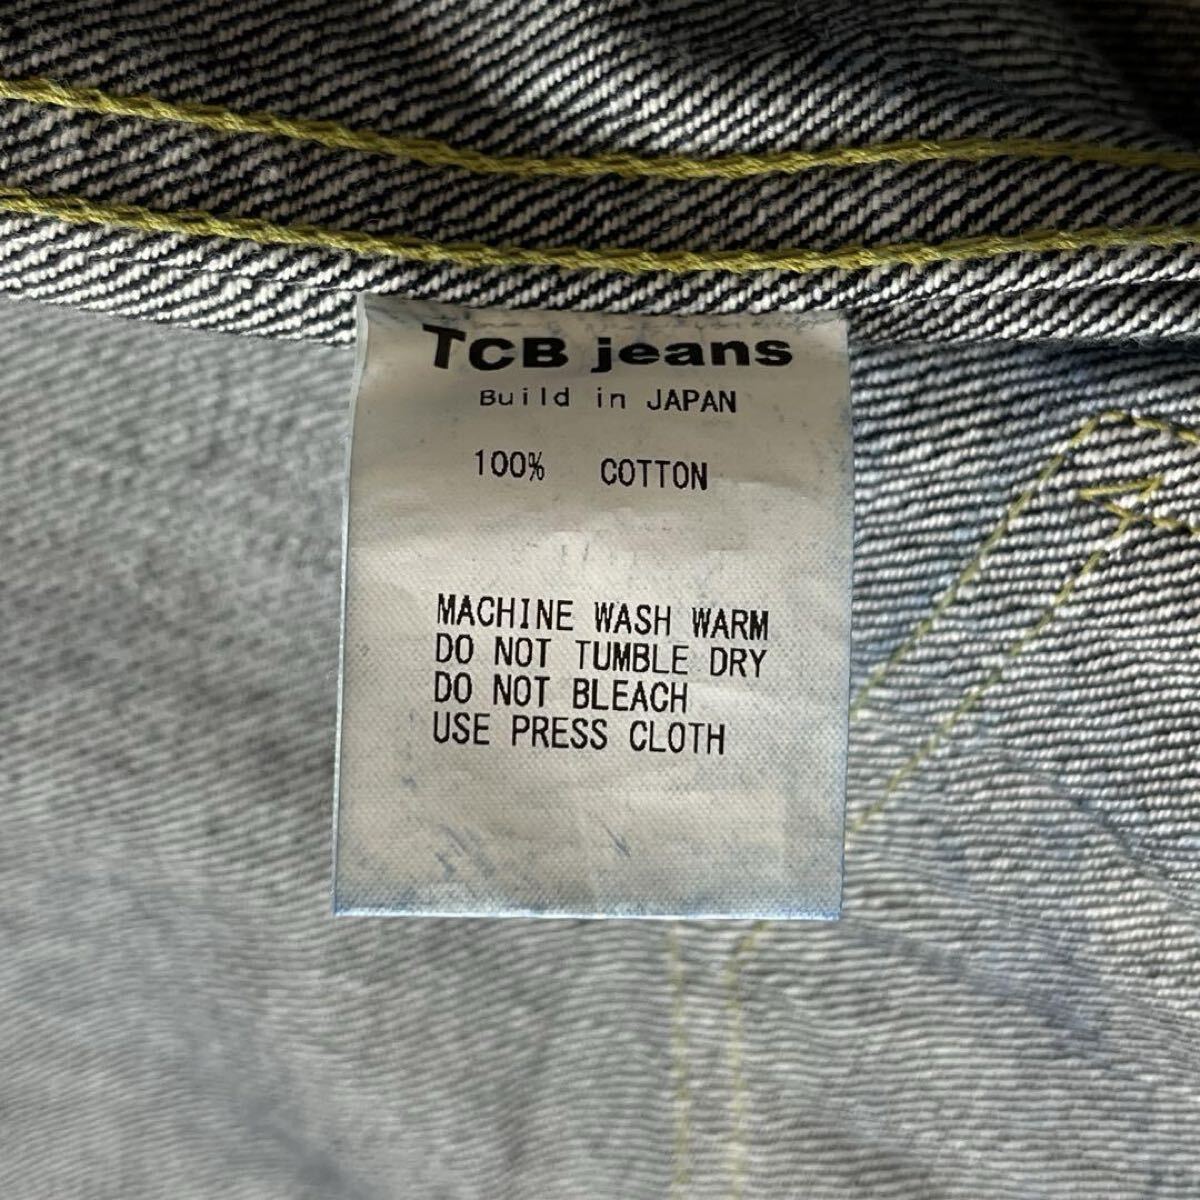 TCB jeans
Build in JAPAN
100% COTTON
MACHINE WASH WARM
DO NOT TUMBLE DRY
DO NOT BLEACH
USE PRESS CLOTH